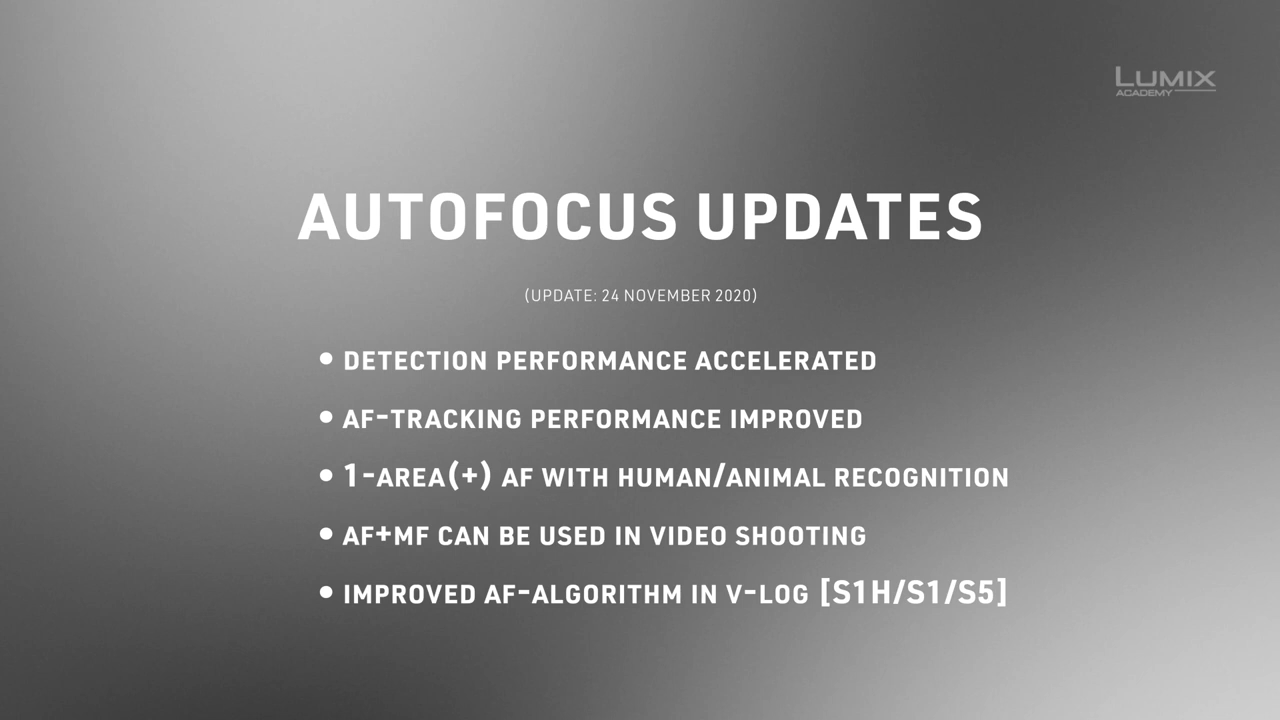 LUMIX
ACADEMY
AUTOFOCUS UPDATES
(UPDATE: 24 NOVEMBER 2020)
• DETECTION PERFORMANCE ACCELERATED
• AF-TRACKING PERFORMANCE IMPROVED
• 1-AREA(+) AF WITH HUMAN/ANIMAL RECOGNITION
• AF+MF CAN BE USED IN VIDEO SHOOTING
• IMPROVED AF-ALGORITHM IN V-LOG [S1H/S1/S5]